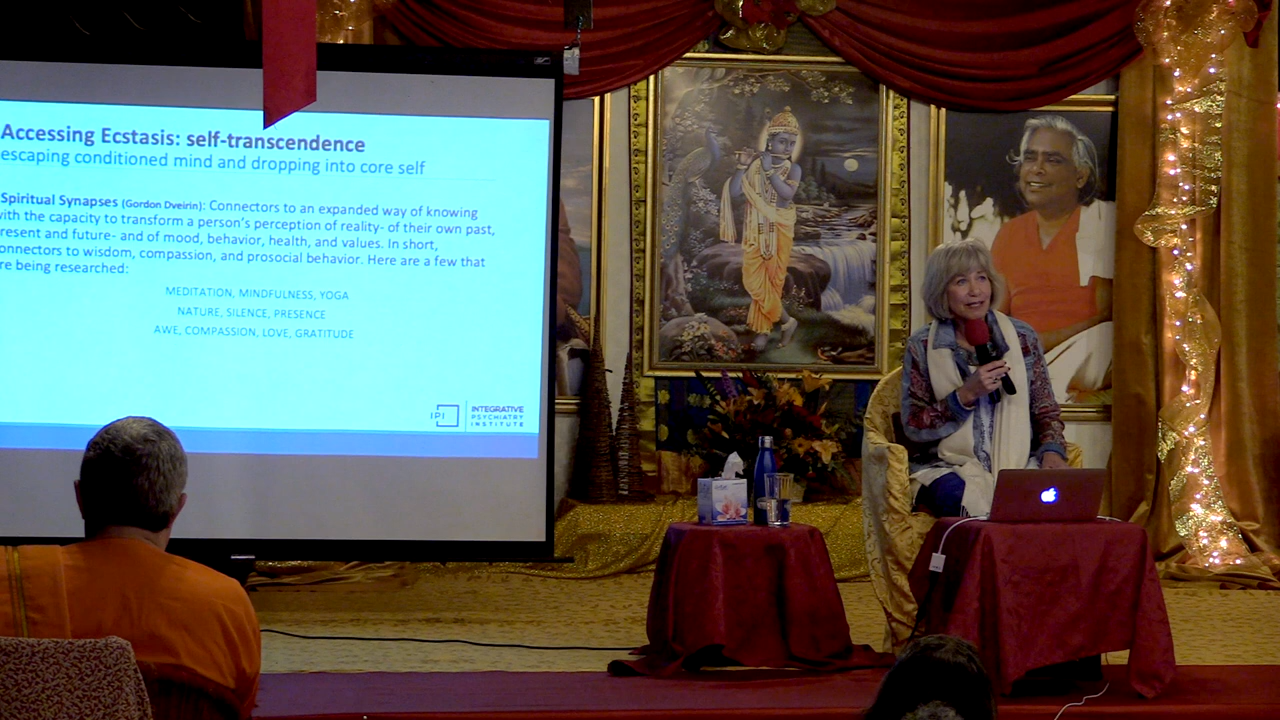 Accessing Ecstasis: self-transcendence
escaping conditioned mind and dropping into core self
Spiritual Synapses (Gordon Dveirin): Connectors to an expanded way of knowing
with the capacity to transform a person's perception of reality- of their own past,
resent and future- and of mood, behavior, health, and values. In short,
onnectors to wisdom, compassion, and prosocial behavior. Here are a few that
re being researched:
MEDITATION, MINDFULNESS, YOGA
NATURE, SILENCE, PRESENCE
AWE, COMPASSION, LOVE, GRATITUDE
IPI
INTEGRATIVE
PSYCHIATRY
INSTITUTE